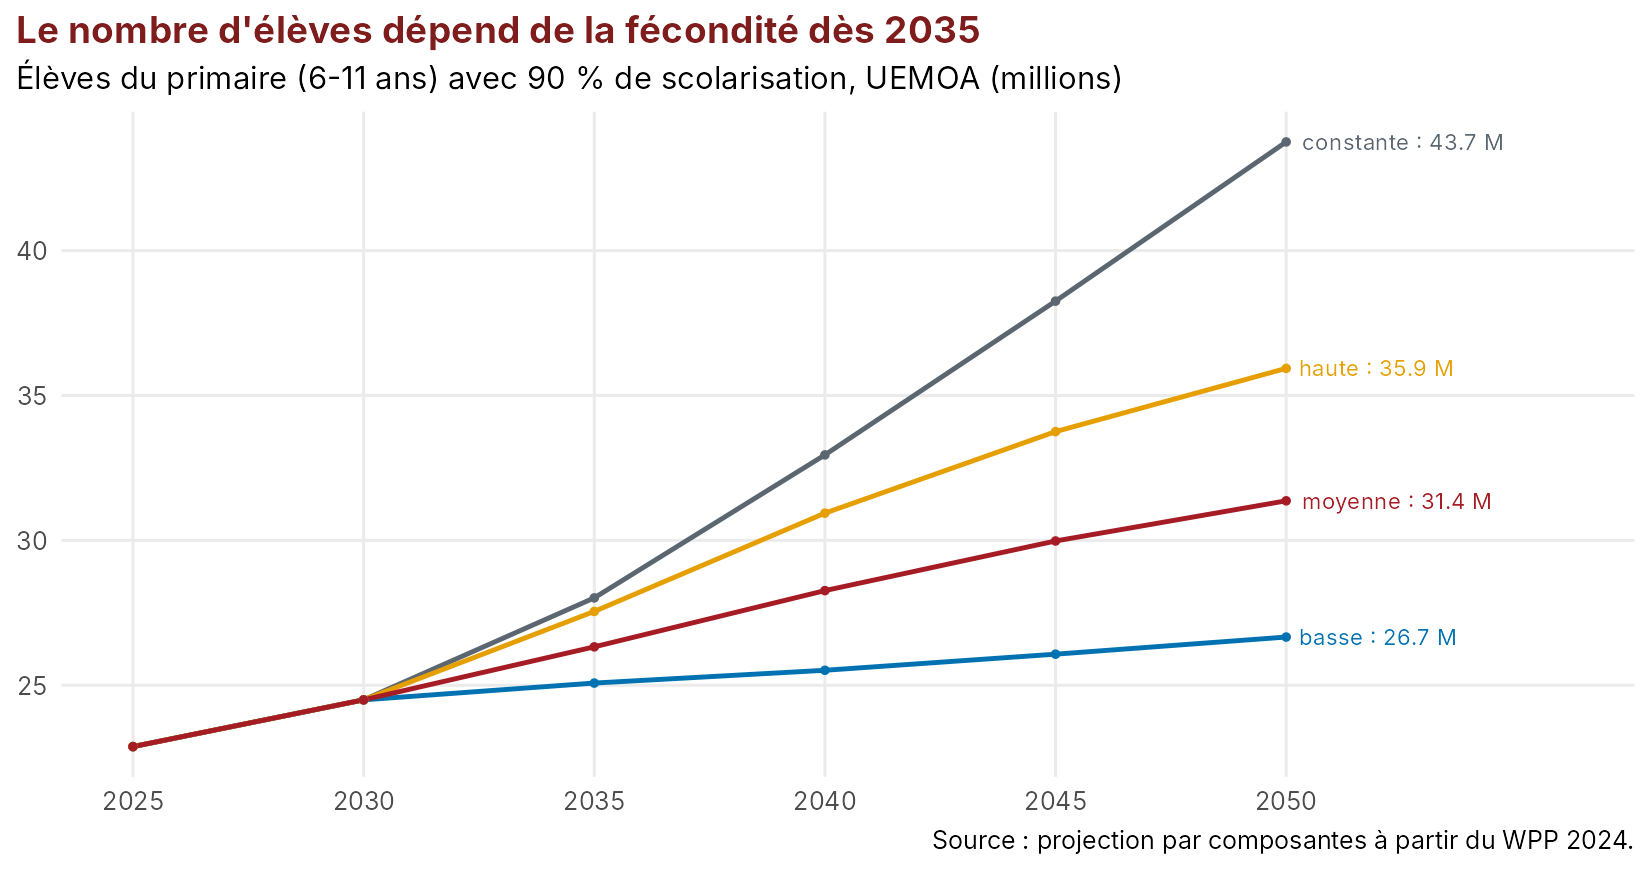 Le nombre d'élèves dépend de la fécondité dès 2035
Élèves du primaire (6-11 ans) avec 90 % de scolarisation, UEMOA (millions)
constante : 43.7 M
40
haute : 35.9 M
35
moyenne : 31.4 M
30
basse : 26.7 M
25
2025 2030 2035 2040 2045 2050
Source : projection par composantes à partir du WPP 2024.